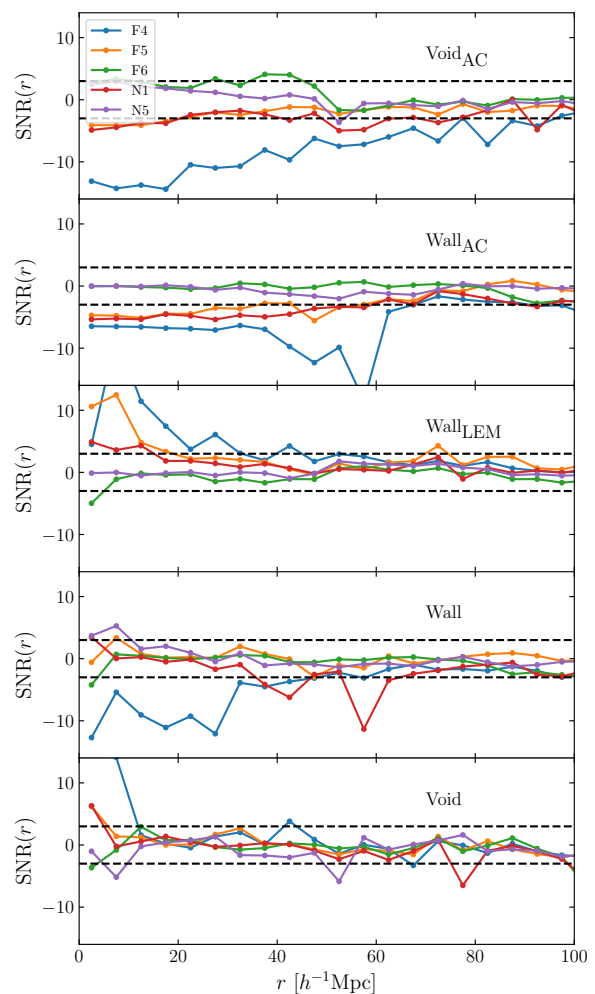 F4
F5
F6
N1
N5
10
0
−10
SNR(r)
Void_AC
10
0
−10
SNR(r)
Wall_AC
10
0
−10
SNR(r)
Wall_LEM
10
0
−10
SNR(r)
Wall
10
0
−10
SNR(r)
Void
0 20 40 60 80 100
r [h⁻¹Mpc]